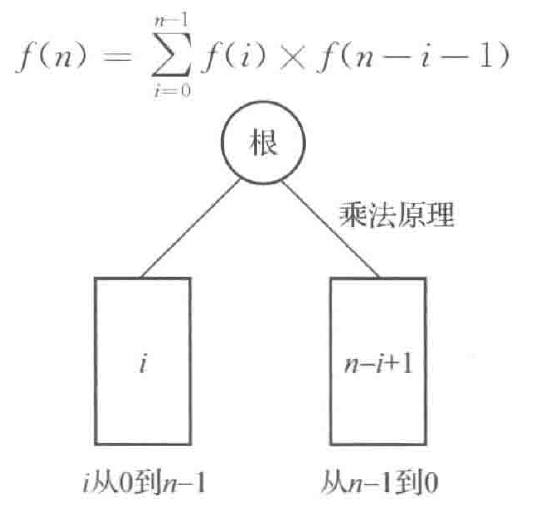 f(n) = \sum_{i=0}^{n-1} f(i) × f(n-i-1)
根
乘法原理
i
n-i+1
i从0到n-1
从n-1到0